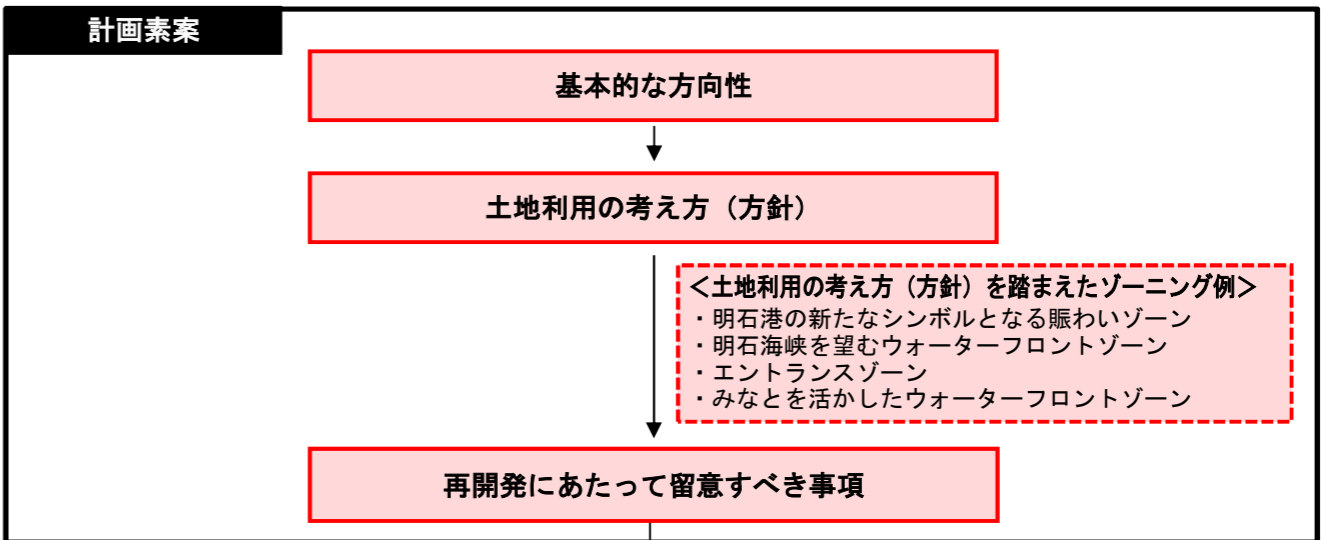 計画素案
基本的な方向性
土地利用の考え方（方針）
＜土地利用の考え方（方針）を踏まえたゾーニング例＞
・明石港の新たなシンボルとなる賑わいゾーン
・明石海峡を望むウォーターフロントゾーン
・エントランスゾーン
・みなとを活かしたウォーターフロントゾーン
再開発にあたって留意すべき事項